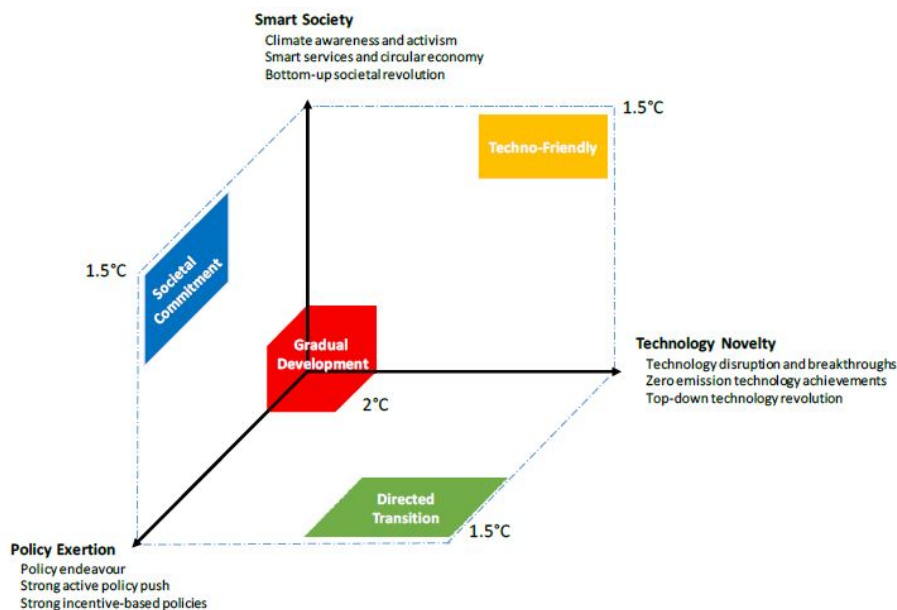 Smart Society
Climate awareness and activism
Smart services and circular economy
Bottom-up societal revolution
1.5°C
Techno-Friendly
1.5°C
Societal
Commitment
Gradual
Development
2°C
Technology Novelty
Technology disruption and breakthroughs
Zero emission technology achievements
Top-down technology revolution
Directed
Transition
1.5°C
Policy Exertion
Policy endeavour
Strong active policy push
Strong incentive-based policies